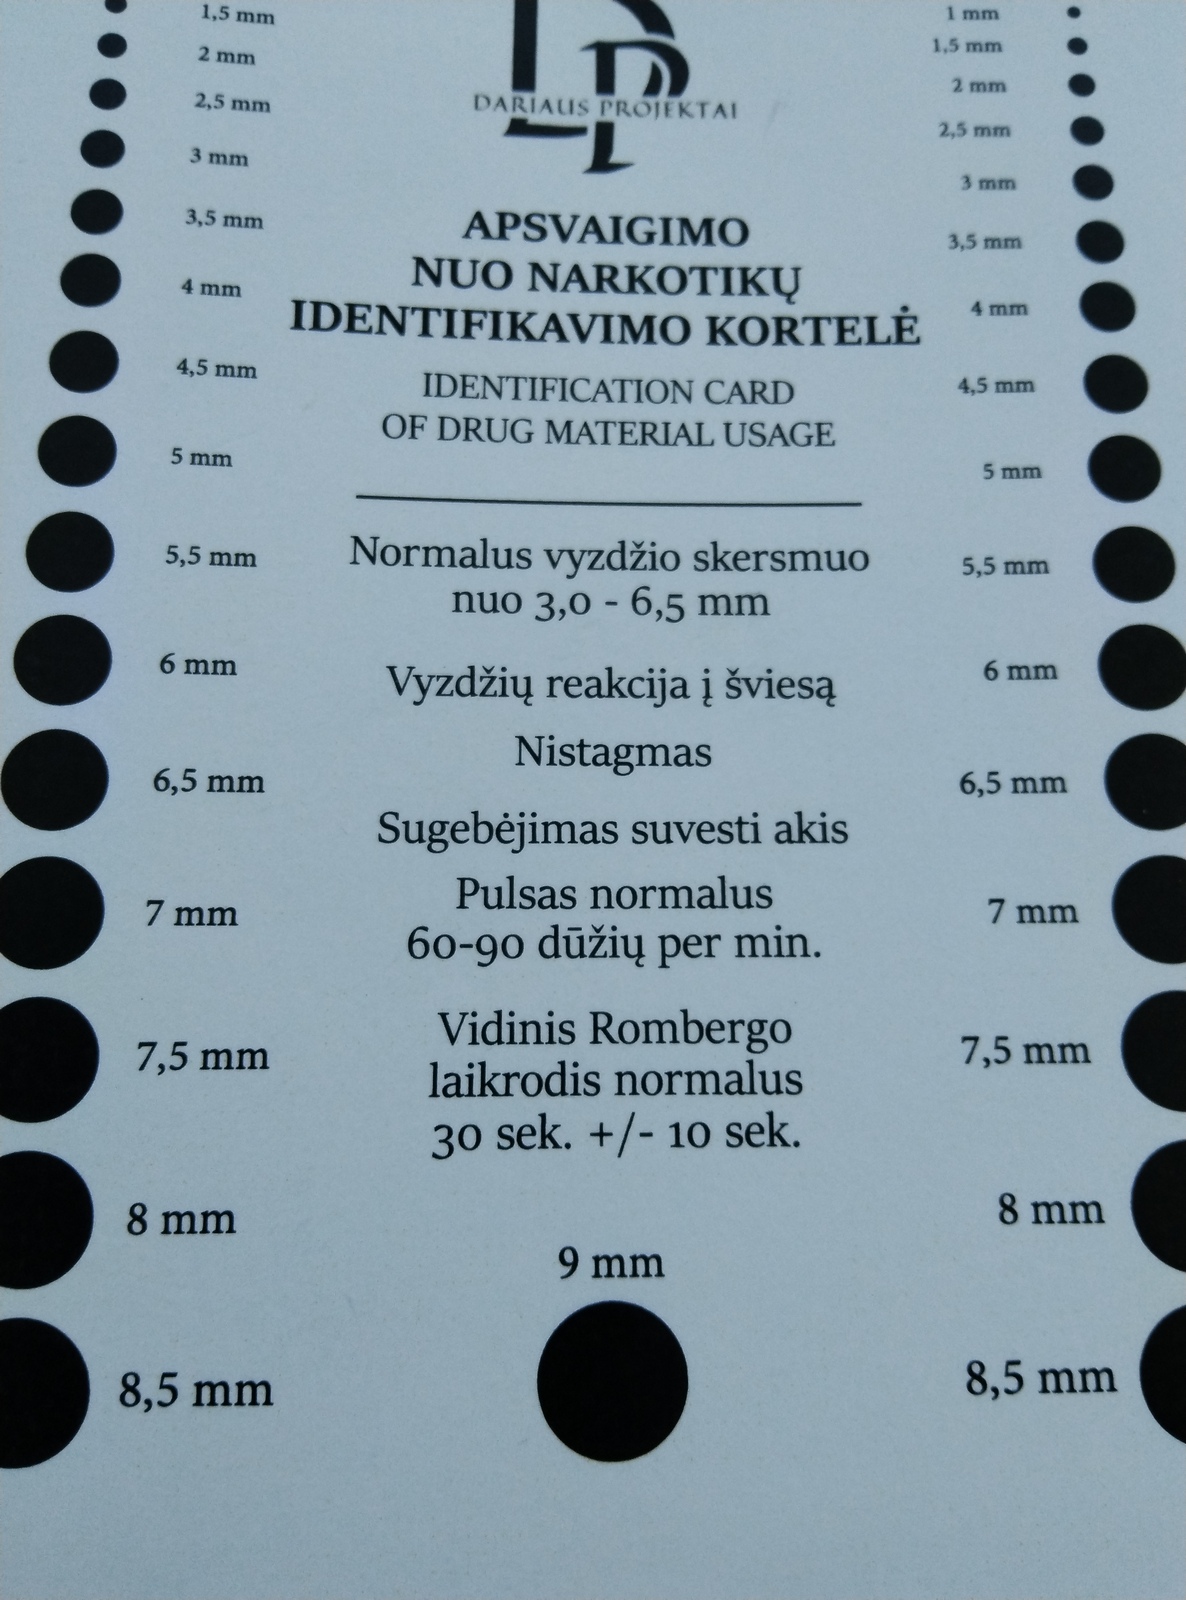 1,5 mm
2 mm
2,5 mm
3 mm
3,5 mm
4 mm
4,5 mm
5 mm
5,5 mm
6 mm
6,5 mm
7 mm
7,5 mm
8 mm
8,5 mm
DP
DARIAUS PROJEKTAI
APSVAIGIMO
NUO NARKOTIKŲ
IDENTIFIKAVIMO KORTELĖ
IDENTIFICATION CARD
OF DRUG MATERIAL USAGE
Normalus vyzdžio skersmuo
nuo 3,0 - 6,5 mm
Vyzdžių reakcija į šviesą
Nistagmas
Sugebėjimas suvesti akis
Pulsas normalus
60-90 dūžių per min.
Vidinis Rombergo
laikrodis normalus
30 sek. +/- 10 sek.
9 mm
1 mm
1,5 mm
2 mm
2,5 mm
3 mm
3,5 mm
4 mm
4,5 mm
5 mm
5,5 mm
6 mm
6,5 mm
7 mm
7,5 mm
8 mm
8,5 mm